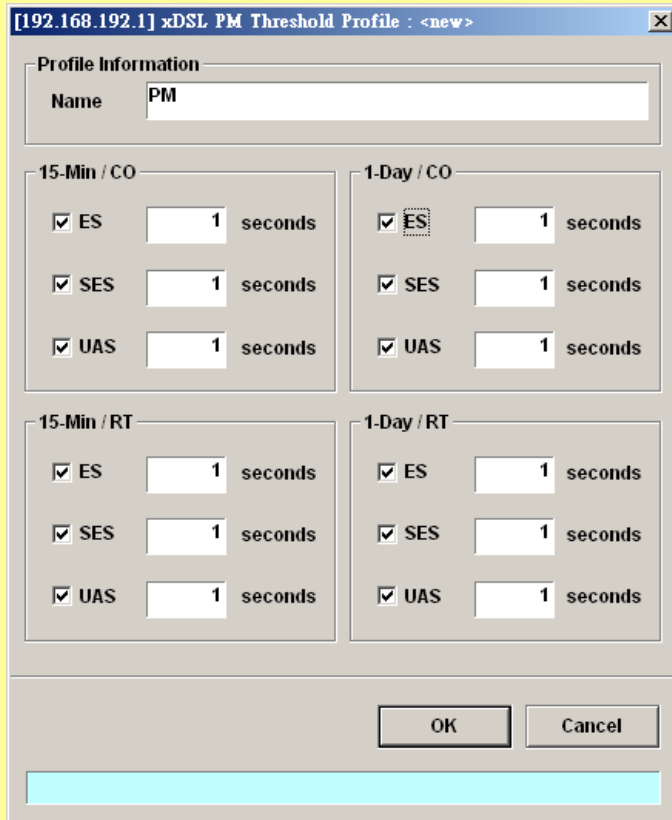 [192.168.192.1] xDSL PM Threshold Profile : <new>
Profile Information
Name PM
15-Min / CO
ES 1 seconds
SES 1 seconds
UAS 1 seconds
1-Day / CO
ES 1 seconds
SES 1 seconds
UAS 1 seconds
15-Min / RT
ES 1 seconds
SES 1 seconds
UAS 1 seconds
1-Day / RT
ES 1 seconds
SES 1 seconds
UAS 1 seconds
OK Cancel